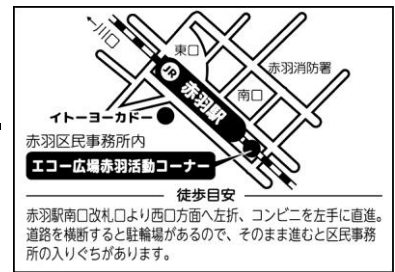 ←川口
東口
JR
赤羽駅
赤羽消防署
南口
イトーヨーカドー
赤羽区民事務所内
エコー広場赤羽活動コーナー
徒歩目安
赤羽駅南口改札口より西口方面へ左折、コンビニを左手に直進。
道路を横断すると駐輪場があるので、そのまま進むと区民事務
所の入りぐちがあります。